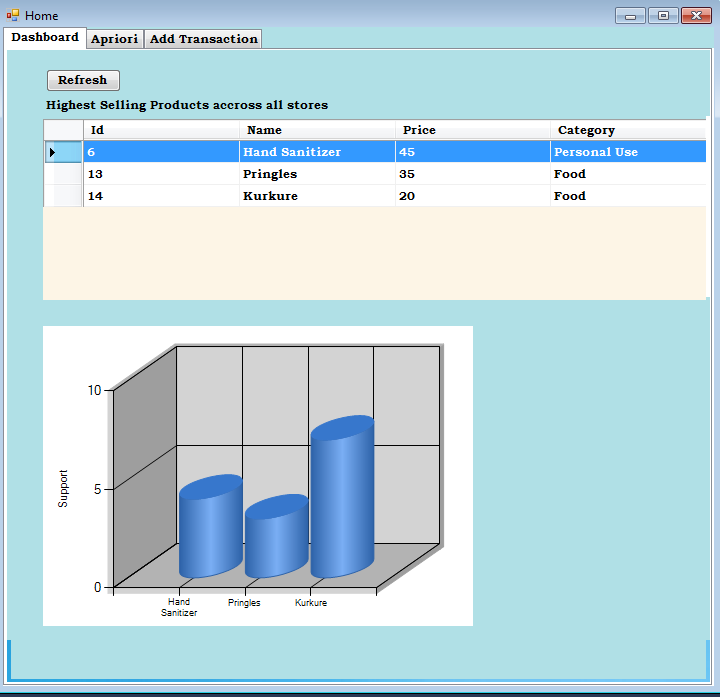 Home
Dashboard Apriori Add Transaction
Refresh
Highest Selling Products accross all stores
Id Name Price Category
6 Hand Sanitizer 45 Personal Use
13 Pringles 35 Food
14 Kurkure 20 Food
10
5
Support
0
Hand Sanitizer Pringles Kurkure